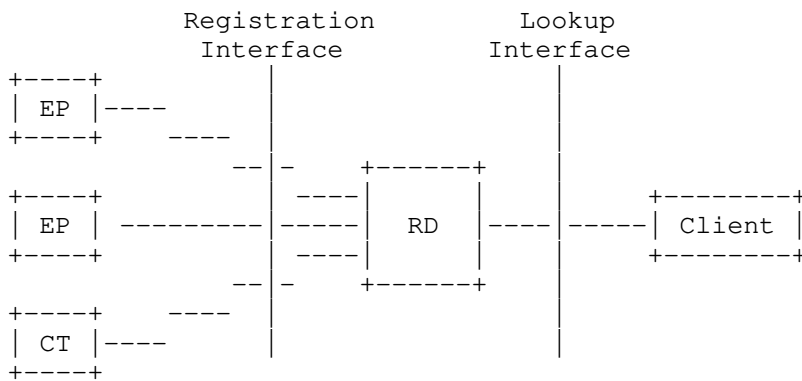 Registration Lookup
Interface Interface
EP
EP RD Client
CT